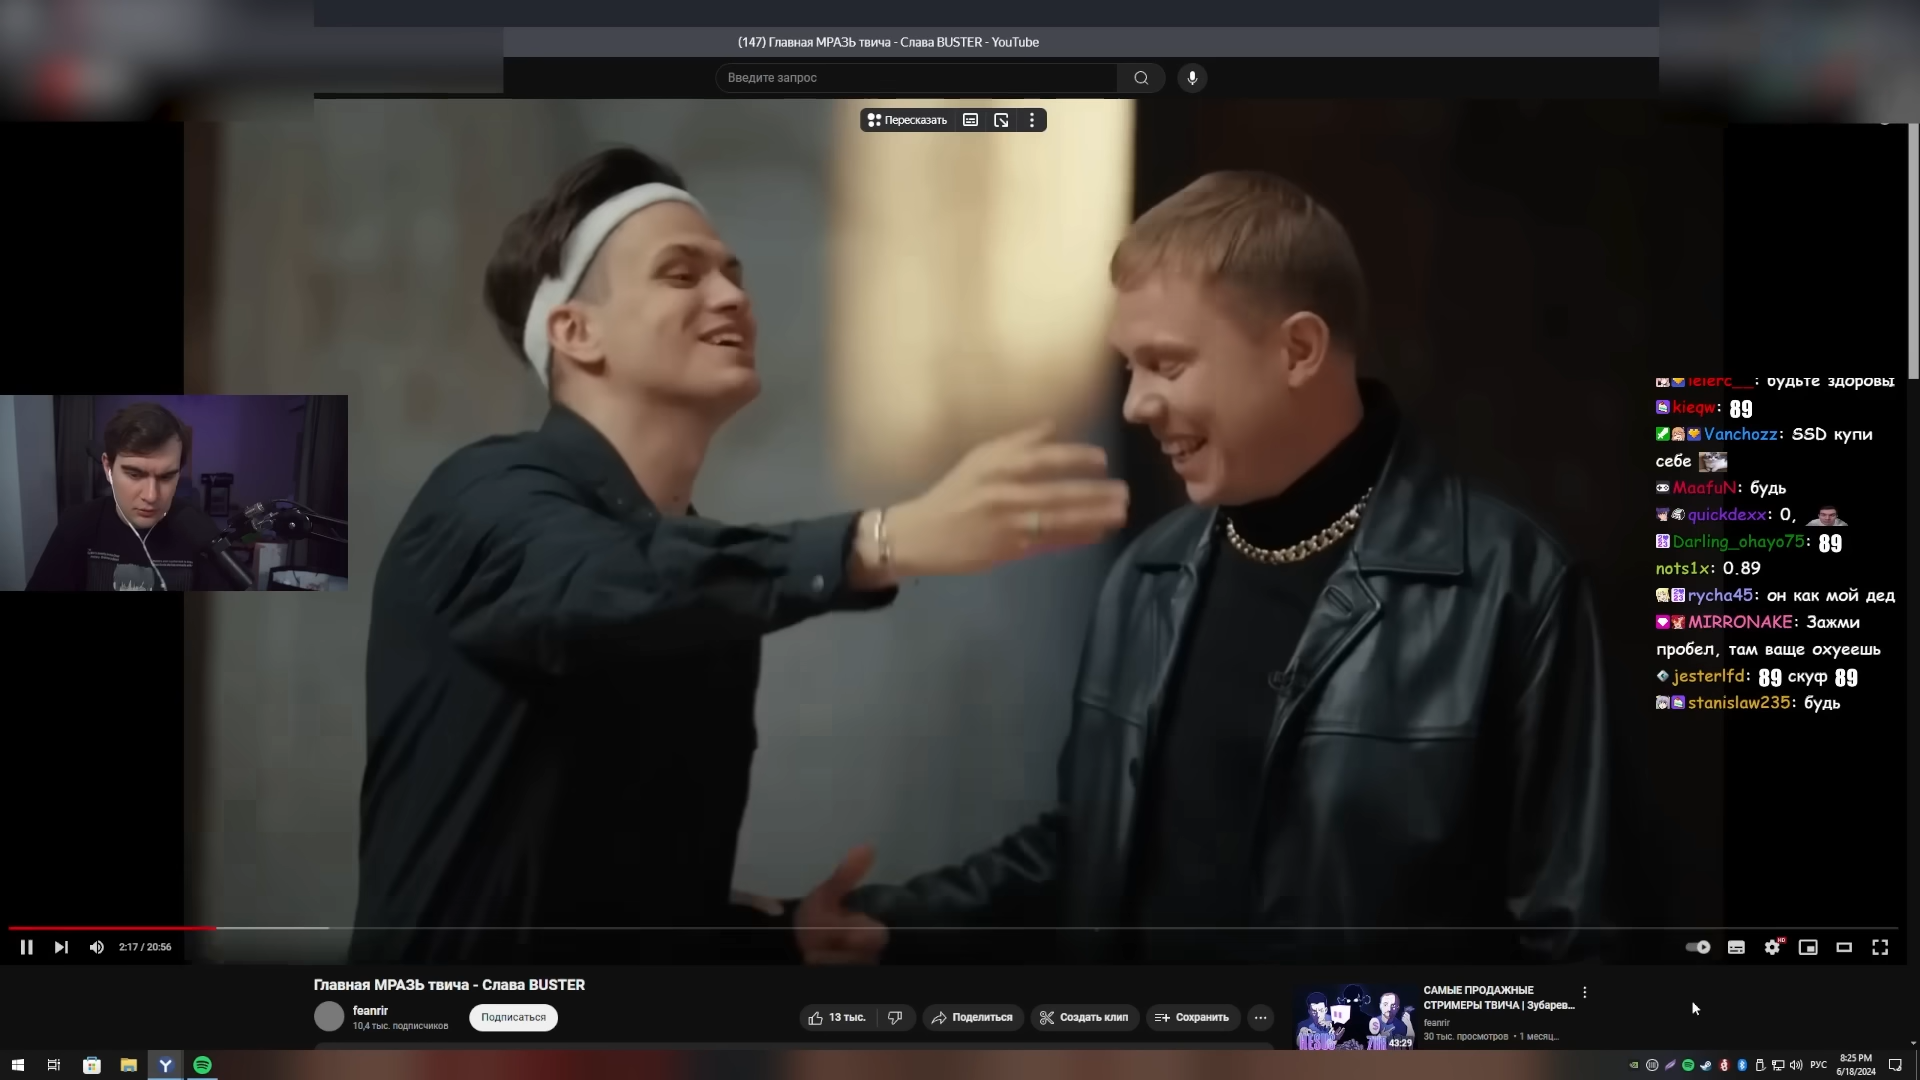 (147) Главная МРАЗЬ твича - Слава BUSTER - YouTube
Введите запрос
Пересказать
lelerc__: будьте здоровы
kieqw: 89
Vanchozz: SSD купи
себе
MaafuN: будь
quickdexx: 0,
Darling_ohayo75: 89
nots1x: 0.89
rycha45: он как мой дед
MIRRONAKE: Зажми
пробел, там ваще охуеешь
jesterlfd: 89 скуф 89
stanislaw235: будь
2:17 / 20:56
HD
Главная МРАЗЬ твича - Слава BUSTER
feanrir
10,4 тыс. подписчиков
Подписаться
13 тыс.
Поделиться
Создать клип
Сохранить
САМЫЕ ПРОДАЖНЫЕ
СТРИМЕРЫ ТВИЧА | Зубарев...
feanrir
30 тыс. просмотров • 1 месяц...
43:29
РУС
8:25 PM
6/18/2024